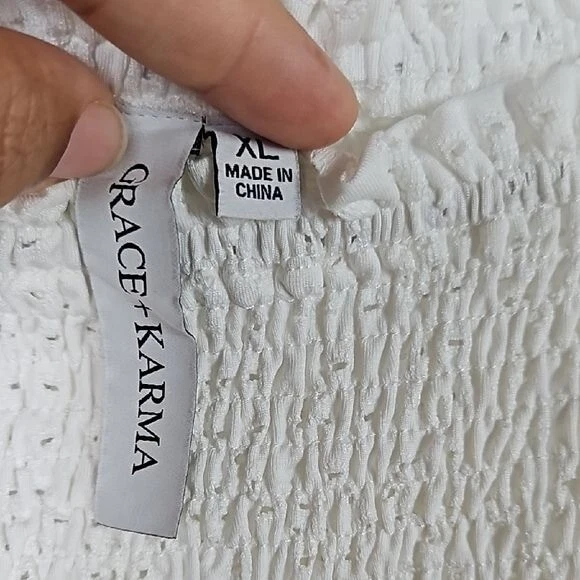 GRACE + KARMA
XL
MADE IN
CHINA